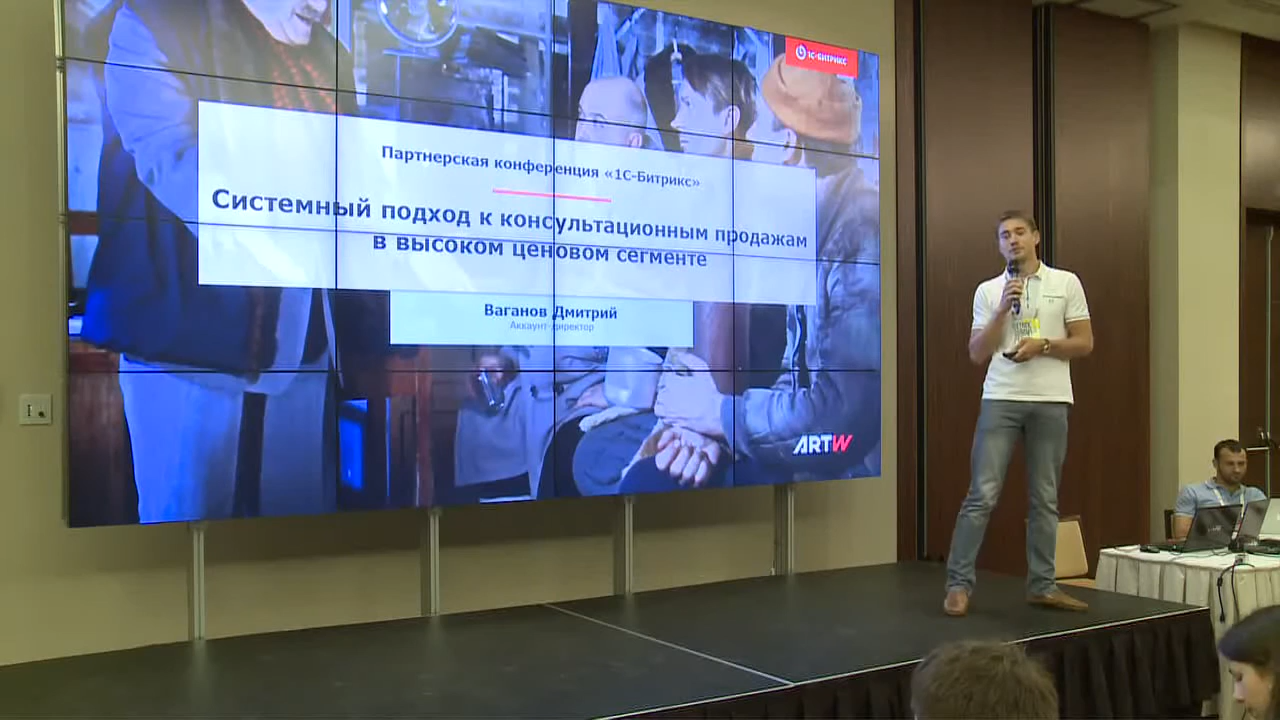 1С-БИТРИКС
Партнерская конференция «1С-Битрикс»
Системный подход к консультационным продажам
в высоком ценовом сегменте
Ваганов Дмитрий
Аккаунт-директор
ARTW